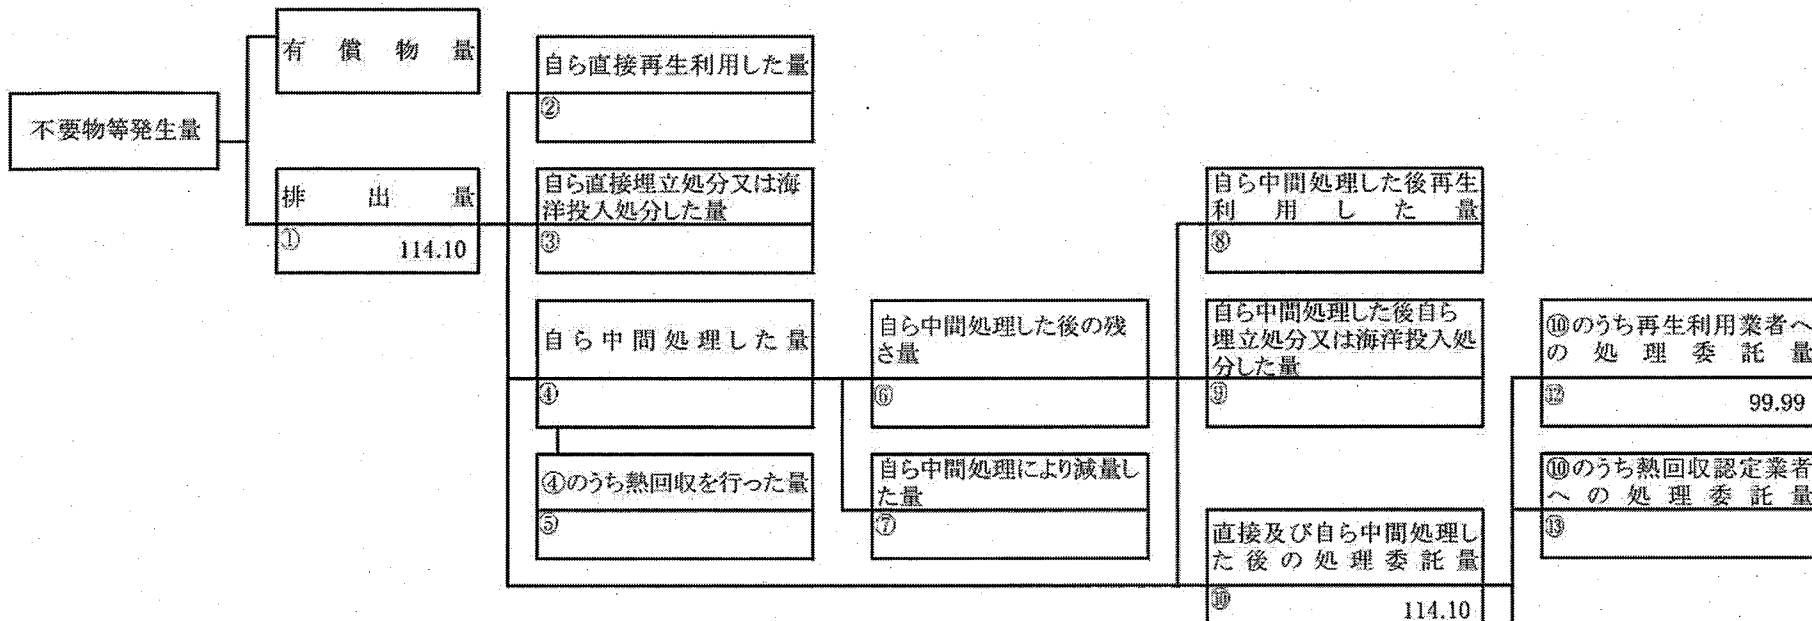 有償物量
不要物等発生量
排出量
① 114.10
自ら直接再生利用した量
②
自ら直接埋立処分又は海
洋投入処分した量
③
自ら中間処理した量
④
④のうち熱回収を行った量
⑤
自ら中間処理した後の残
さ量
⑥
自ら中間処理により減量し
た量
⑦
自ら中間処理した後再生
利用した量
⑧
自ら中間処理した後自ら
埋立処分又は海洋投入処
分した量
⑨
直接及び自ら中間処理し
た後の処理委託量
⑩ 114.10
⑩のうち再生利用業者へ
の処理委託量
⑫ 99.99
⑩のうち熱回収認定業者
への処理委託量
⑬